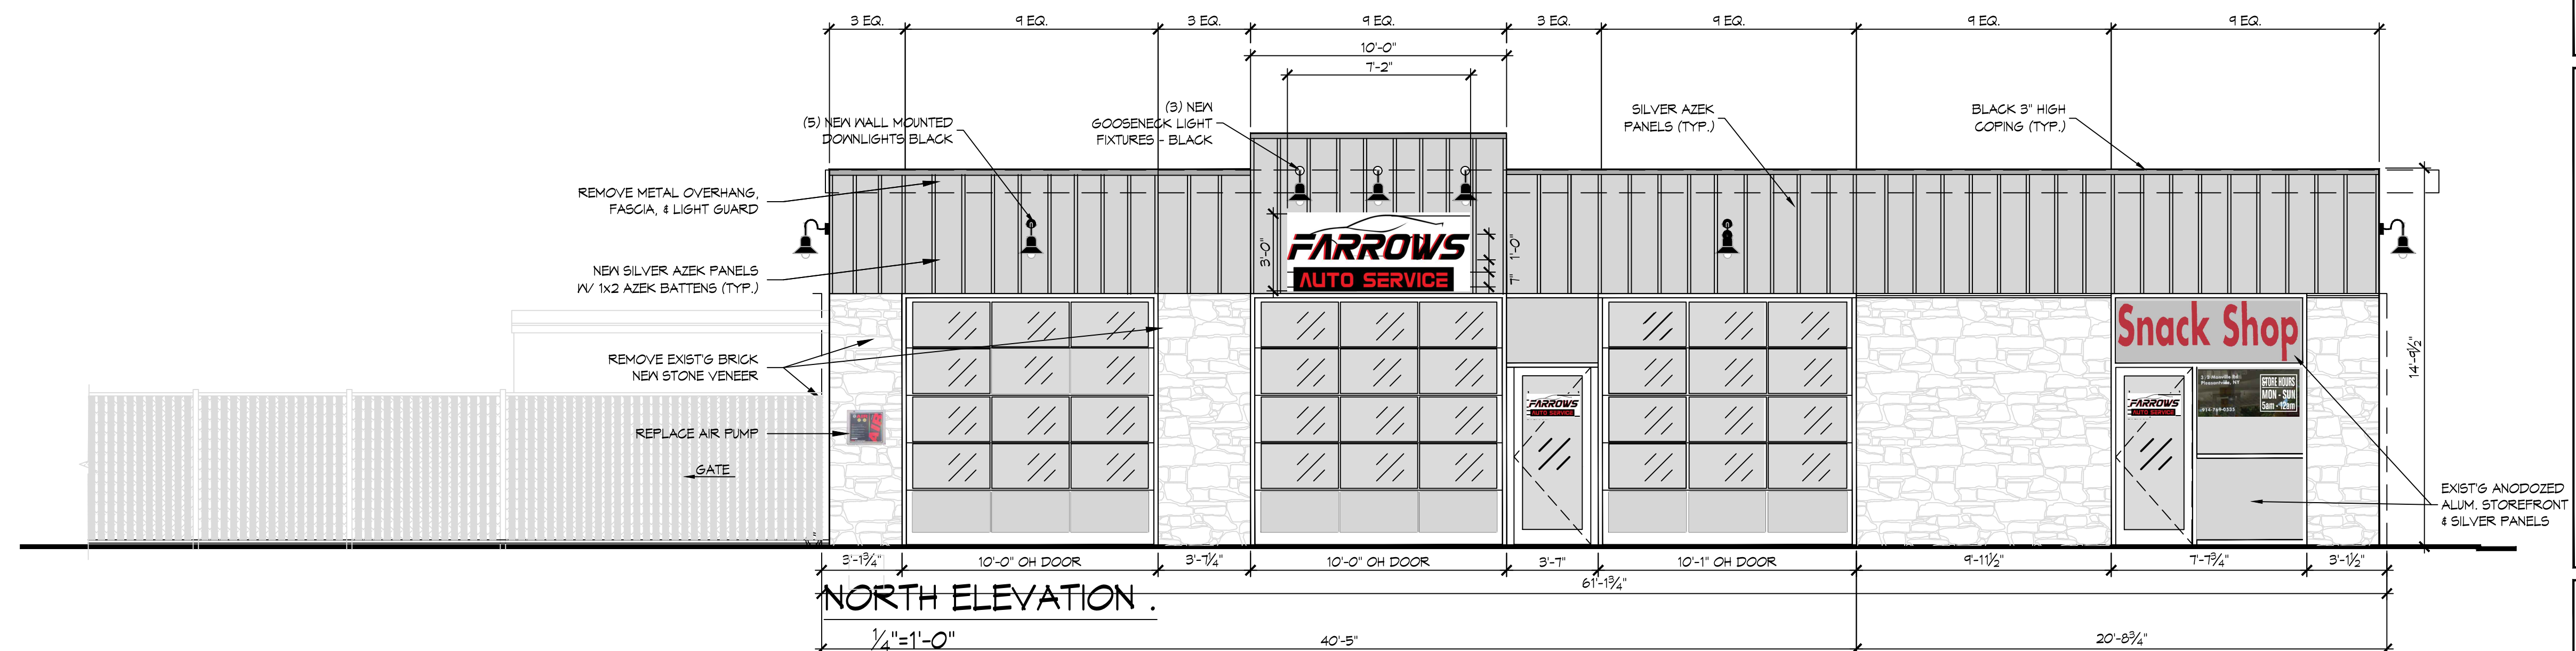 3 EQ. 9 EQ. 3 EQ. 9 EQ. 3 EQ. 9 EQ. 9 EQ. 9 EQ.
10'-0"
7'-2"
(5) NEW WALL MOUNTED
DOWNLIGHTS BLACK
(3) NEW
GOOSENECK LIGHT
FIXTURES - BLACK
SILVER AZEK
PANELS (TYP.)
BLACK 3" HIGH
COPING (TYP.)
REMOVE METAL OVERHANG,
FASCIA, & LIGHT GUARD
NEW SILVER AZEK PANELS
W/ 1x2 AZEK BATTENS (TYP.)
3'-0"
FARROWS
AUTO SERVICE
1'-0"
7"
REMOVE EXIST'G BRICK
NEW STONE VENEER
REPLACE AIR PUMP
GATE
FARROWS
AUTO SERVICE
Snack Shop
FARROWS
AUTO SERVICE
Pleasantville, NY
914-769-0335
STORE HOURS
MON - SUN
5am - 12am
14'-9½"
EXIST'G ANODOZED
ALUM. STOREFRONT
& SILVER PANELS
3'-1¾" 10'-0" OH DOOR 3'-7¼" 10'-0" OH DOOR 3'-7" 10'-1" OH DOOR 9'-11½" 7'-7¾" 3'-1½"
61'-1¾"
NORTH ELEVATION .
¼"=1'-0"
40'-5" 20'-8¾"